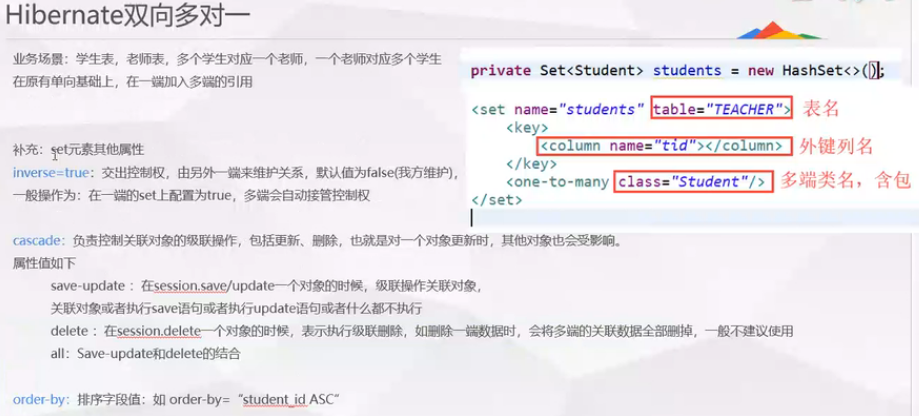 Hibernate双向多对一
业务场景：学生表，老师表，多个学生对应一个老师，一个老师对应多个学生
在原有单向基础上，在一端加入多端的引用
private Set<Student> students = new HashSet<>();
<set name="students" table="TEACHER">
表名
<key>
<column name="tid"></column>
外键列名
</key>
<one-to-many class="Student"/>
多端类名，含包
</set>
补充：set元素其他属性
inverse=true：交出控制权，由另外一端来维护关系，默认值为false(我方维护)，
一般操作为：在一端的set上配置为true，多端会自动接管控制权
cascade：负责控制关联对象的级联操作，包括更新、删除，也就是对一个对象更新时，其他对象也会受影响。
属性值如下
save-update ：在session.save/update一个对象的时候，级联操作关联对象，
关联对象或者执行save语句或者执行update语句或者什么都不执行
delete ：在session.delete一个对象的时候，表示执行级联删除，如删除一端数据时，会将多端的关联数据全部删掉，一般不建议使用
all：Save-update和delete的结合
order-by：排序字段值：如 order-by=“student_id ASC“